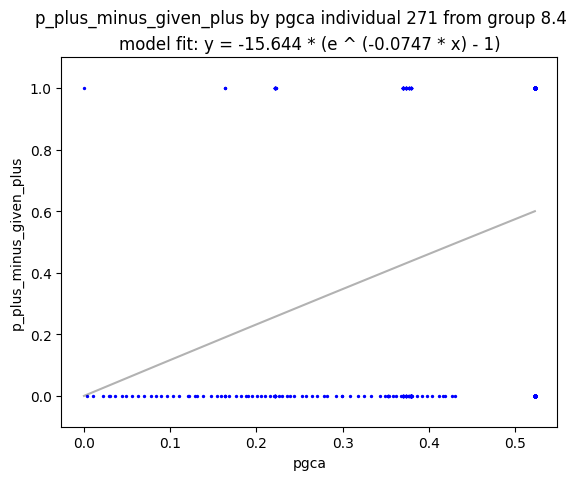 p_plus_minus_given_plus by pgca individual 271 from group 8.4
model fit: y = -15.644 * (e ^ (-0.0747 * x) - 1)
1.0
0.8
0.6
0.4
0.2
0.0
p_plus_minus_given_plus
0.0 0.1 0.2 0.3 0.4 0.5
pgca